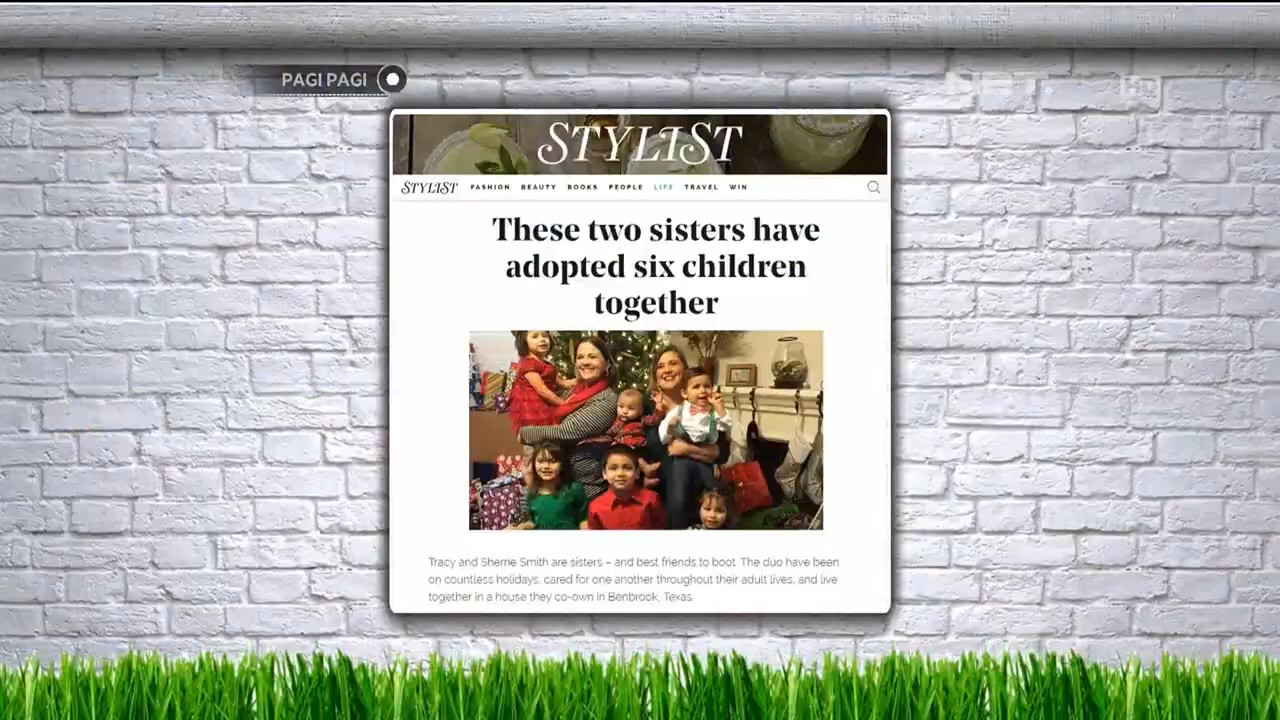 PAGI PAGI
NET. HD
STYLIST
STYLIST FASHION BEAUTY BOOKS PEOPLE LIFE TRAVEL WIN
These two sisters have
adopted six children
together
Tracy and Sherrie Smith are sisters – and best friends to boot. The duo have been
on countless holidays, cared for one another throughout their adult lives, and live
together in a house they co-own in Benbrook, Texas.